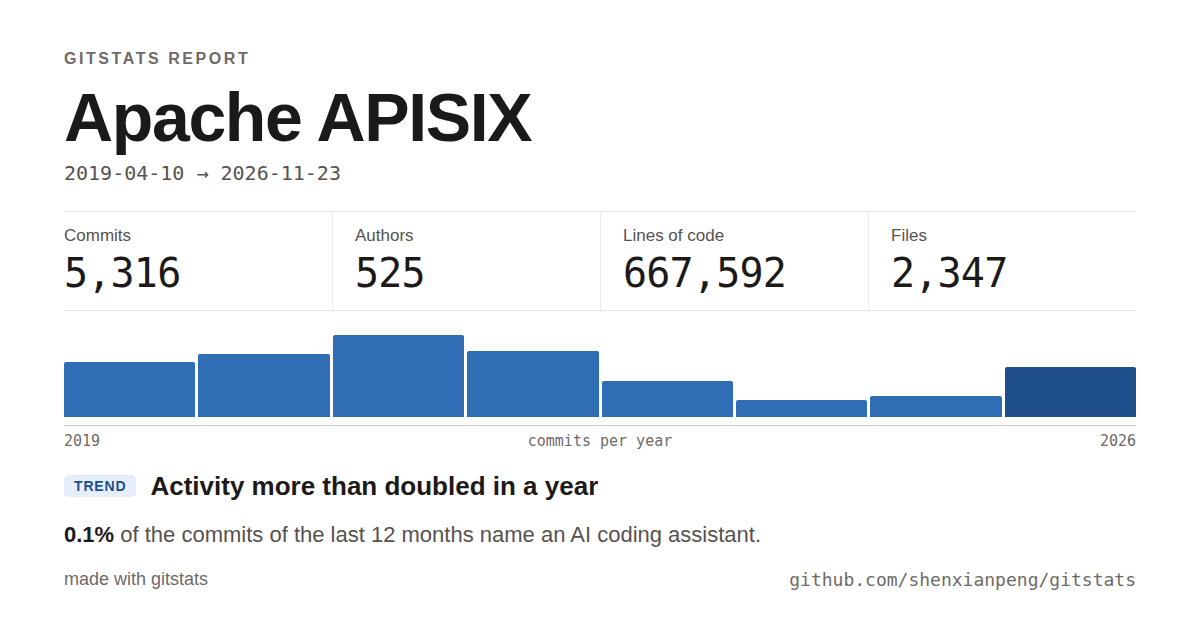 GITSTATS REPORT
Apache APISIX
2019-04-10 → 2026-11-23
Commits
5,316
Authors
525
Lines of code
667,592
Files
2,347
2019
commits per year
2026
TREND Activity more than doubled in a year
0.1% of the commits of the last 12 months name an AI coding assistant.
made with gitstats
github.com/shenxianpeng/gitstats